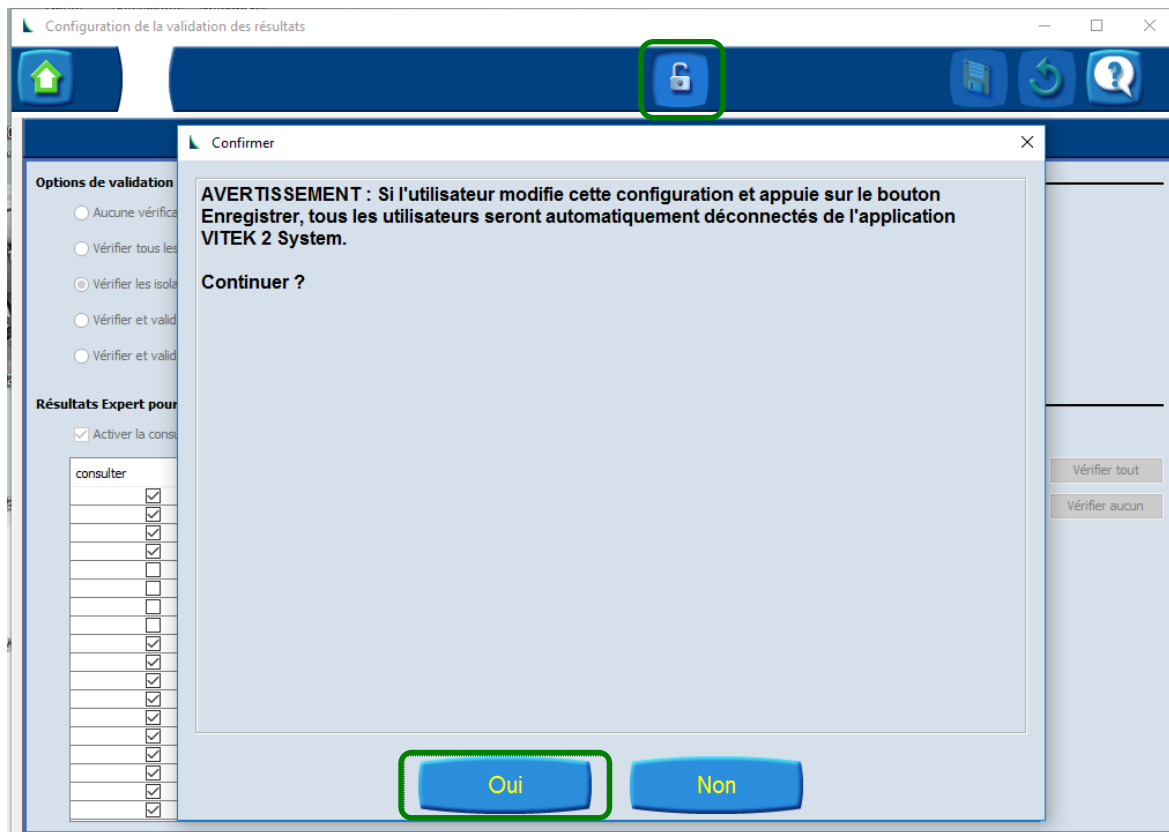 Configuration de la validation des résultats
Confirmer
Options de validation
AVERTISSEMENT : Si l'utilisateur modifie cette configuration et appuie sur le bouton
Enregistrer, tous les utilisateurs seront automatiquement déconnectés de l'application
VITEK 2 System.
Continuer ?
Aucune vérifica
Vérifier tous les
Vérifier les isola
Vérifier et valid
Vérifier et valid
Résultats Expert pour
Activer la consu
consulter
Vérifier tout
Vérifier aucun
Oui
Non